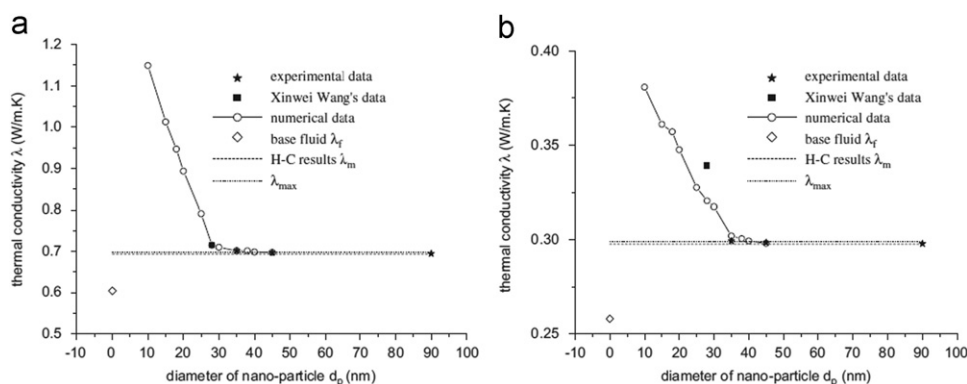 a
thermal conductivity λ (W/m.K)
1.2
1.1
1.0
0.9
0.8
0.7
0.6
0.5
experimental data
Xinwei Wang's data
numerical data
base fluid λf
H-C results λm
λmax
-10 0 10 20 30 40 50 60 70 80 90 100
diameter of nano-particle dp (nm)
b
thermal conductivity λ (W/m.K)
0.40
0.35
0.30
0.25
experimental data
Xinwei Wang's data
numerical data
base fluid λf
H-C results λm
λmax
-10 0 10 20 30 40 50 60 70 80 90 100
diameter of nano-particle dp (nm)